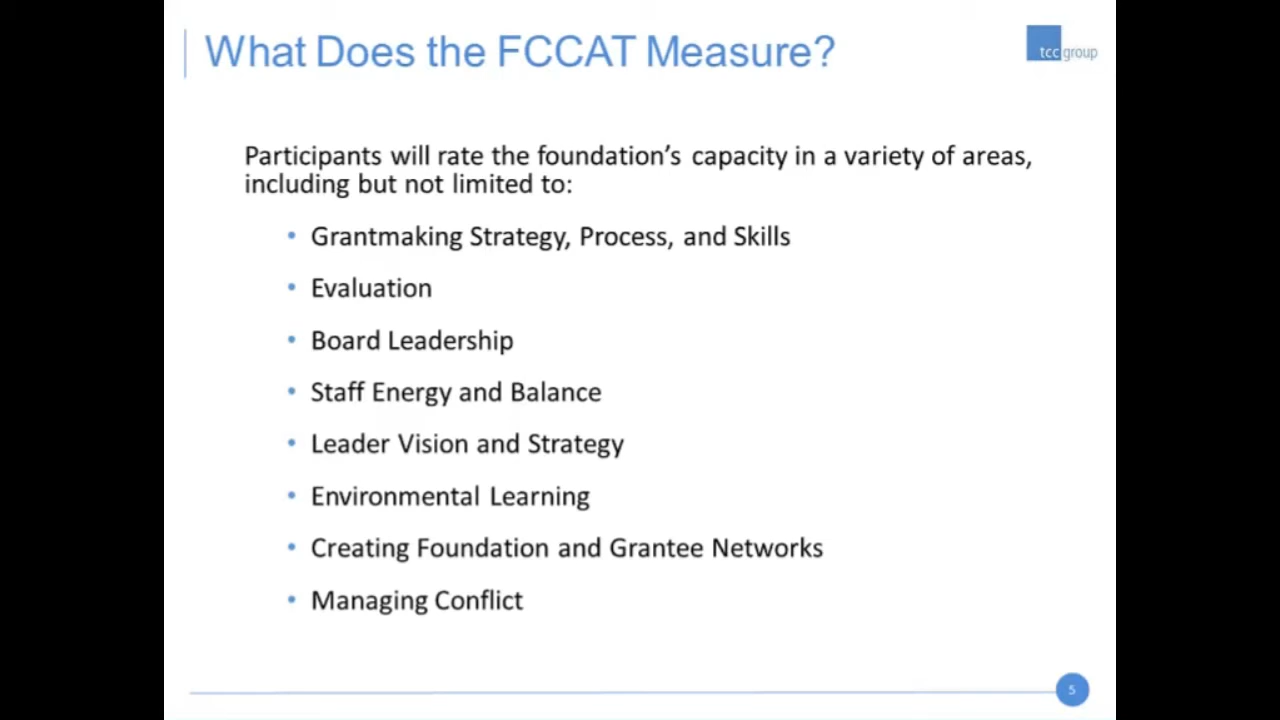 What Does the FCCAT Measure?
tcc group
Participants will rate the foundation's capacity in a variety of areas,
including but not limited to:
• Grantmaking Strategy, Process, and Skills
• Evaluation
• Board Leadership
• Staff Energy and Balance
• Leader Vision and Strategy
• Environmental Learning
• Creating Foundation and Grantee Networks
• Managing Conflict
5